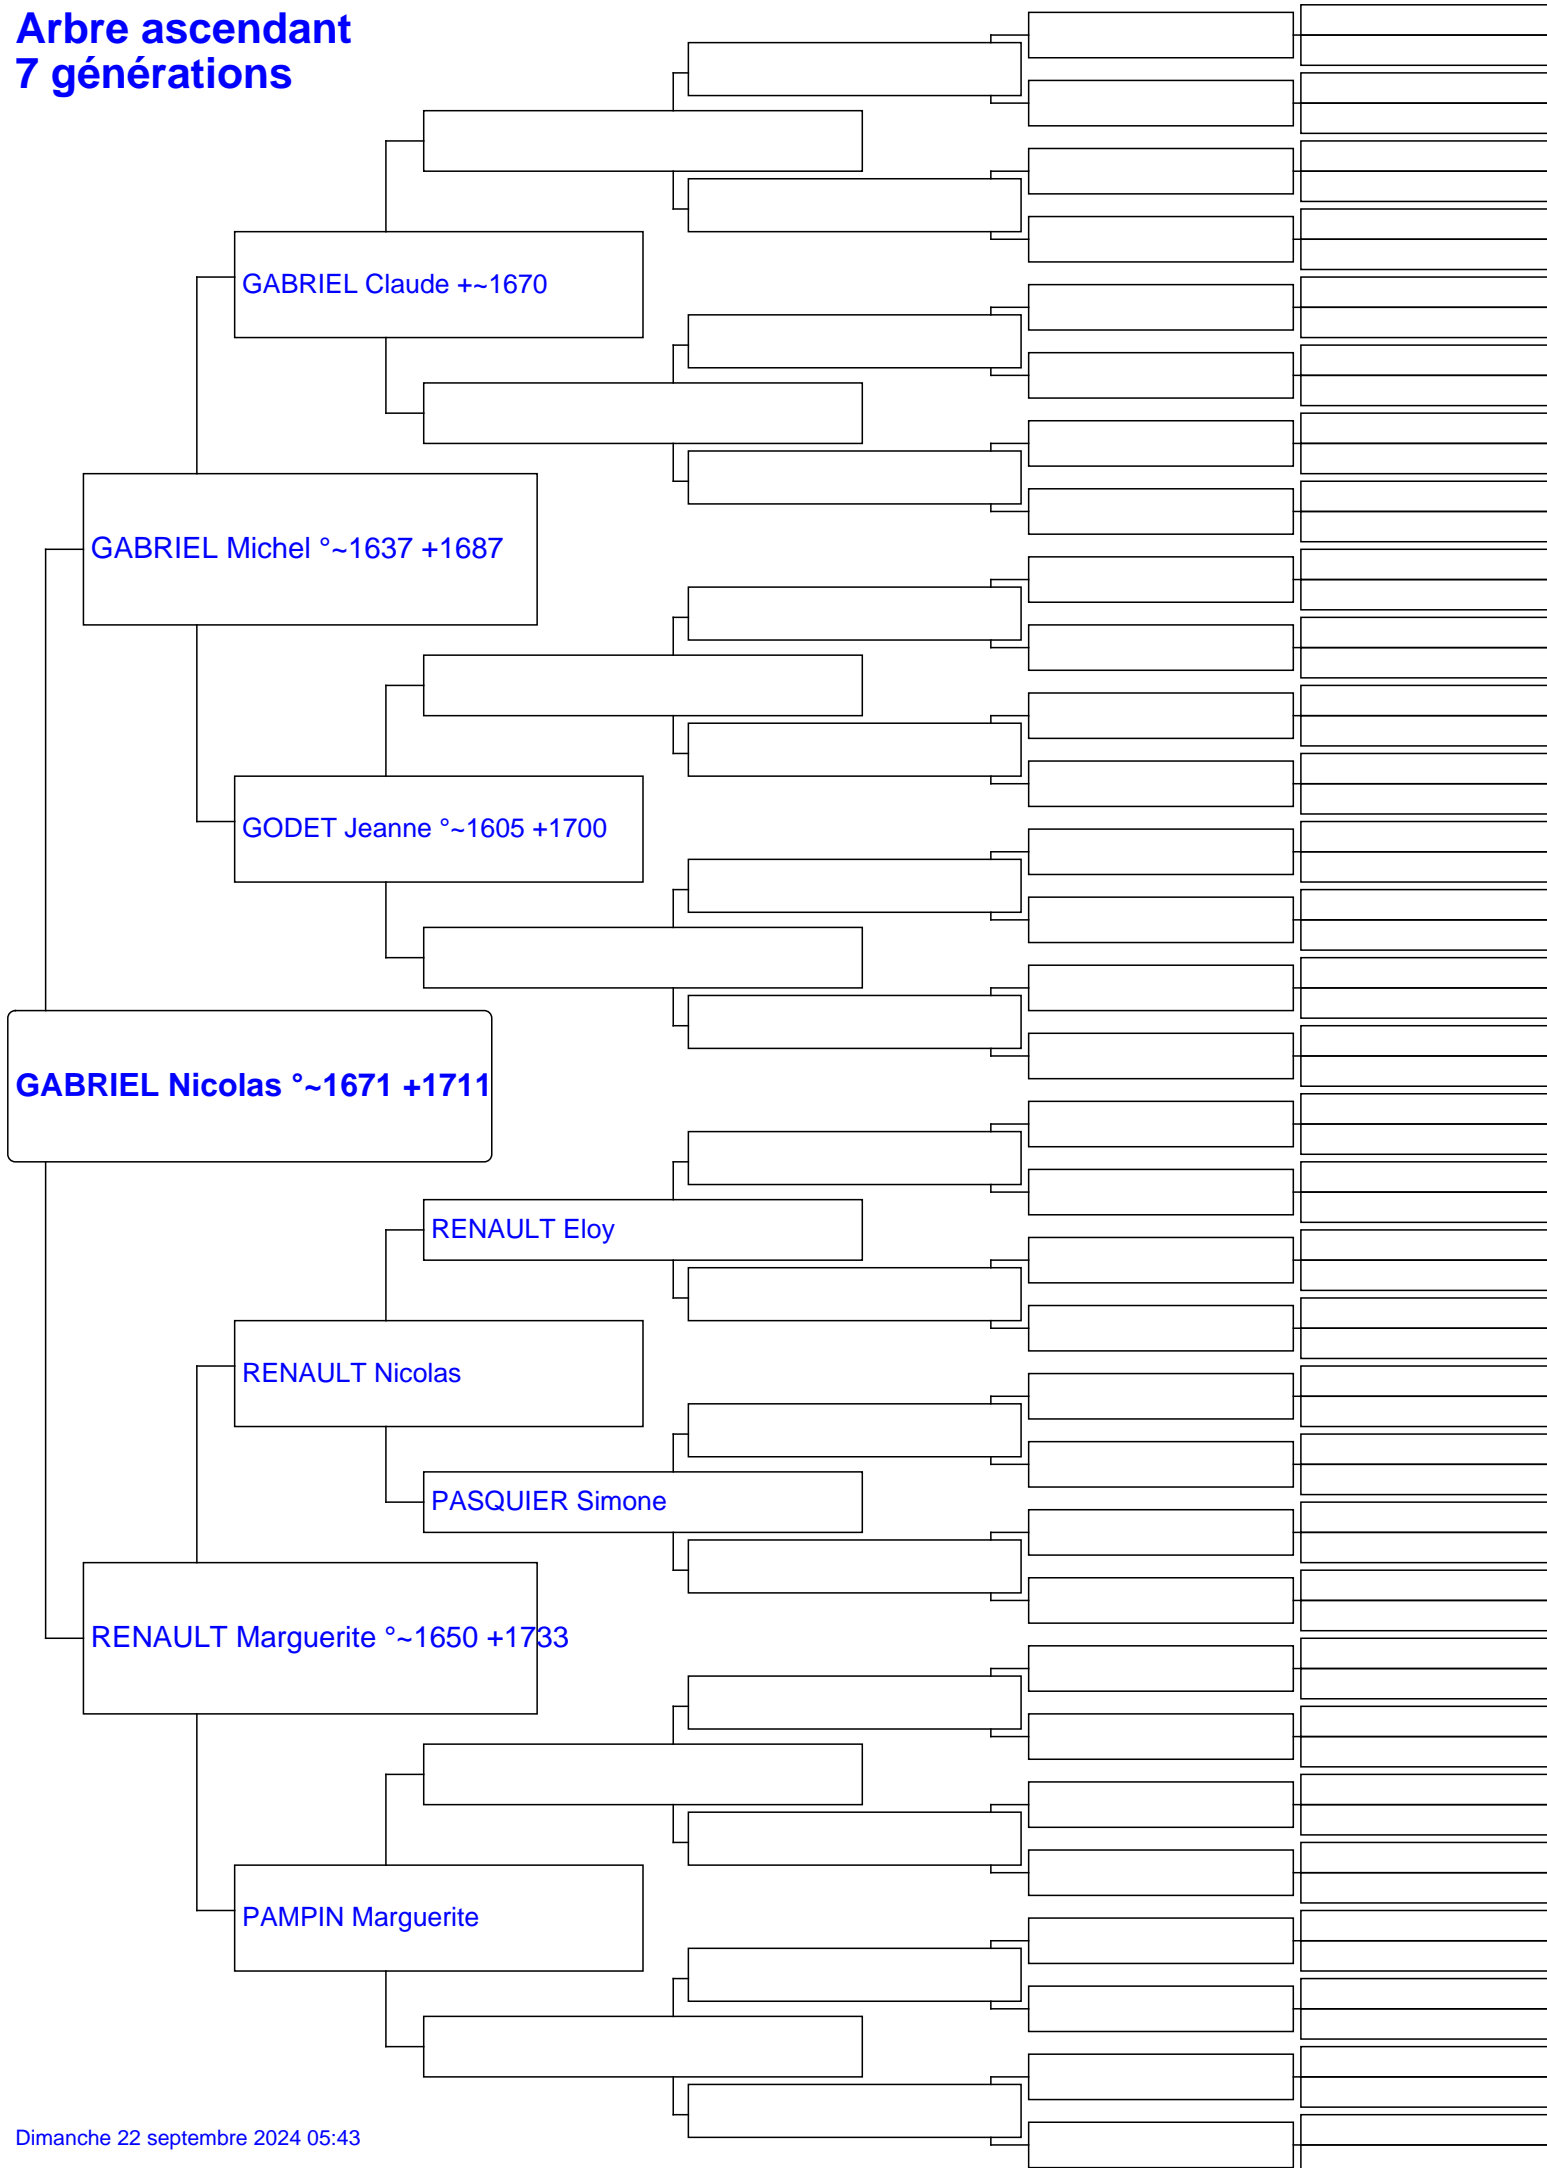 Arbre ascendant
7 générations
GABRIEL Claude +~1670
GABRIEL Michel °~1637 +1687
GODET Jeanne °~1605 +1700
GABRIEL Nicolas °~1671 +1711
RENAULT Eloy
RENAULT Nicolas
PASQUIER Simone
RENAULT Marguerite °~1650 +1733
PAMPIN Marguerite
Dimanche 22 septembre 2024 05:43